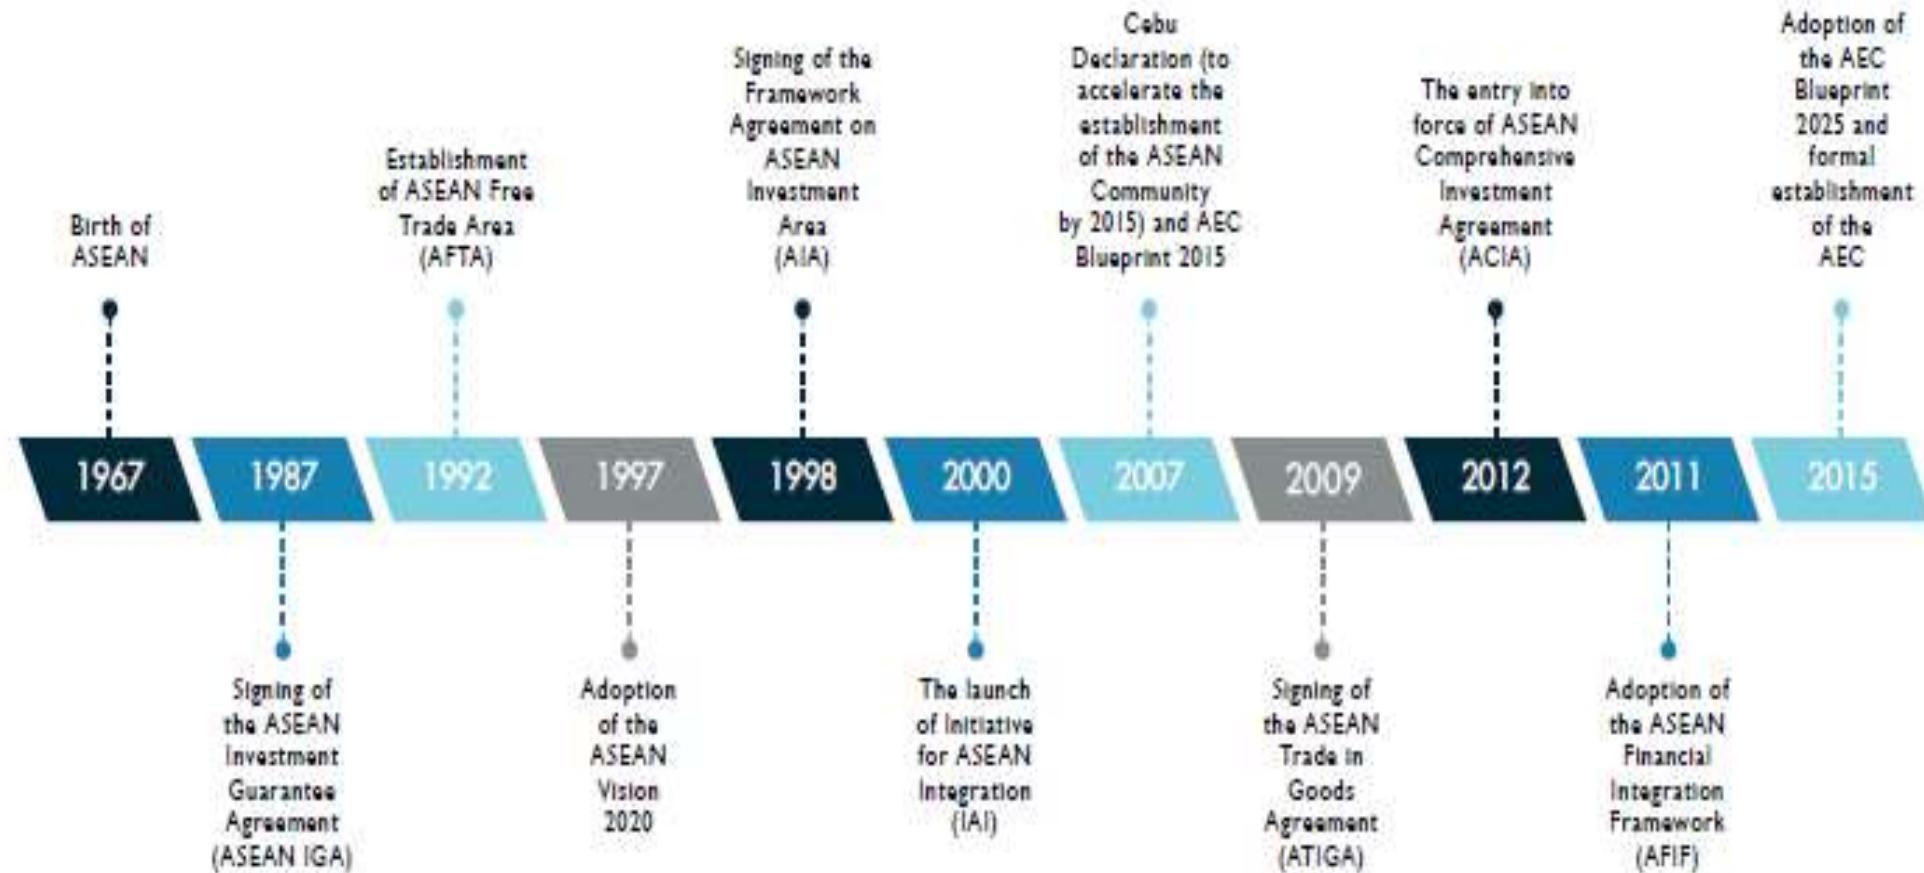 Birth of
ASEAN
Establishment
of ASEAN Free
Trade Area
(AFTA)
Signing of the
Framework
Agreement on
ASEAN
Investment
Area
(AIA)
Cebu
Declaration (to
accelerate the
establishment
of the ASEAN
Community
by 2015) and AEC
Blueprint 2015
The entry into
force of ASEAN
Comprehensive
Investment
Agreement
(ACIA)
Adoption of
the AEC
Blueprint
2025 and
formal
establishment
of the
AEC
1967 1987 1992 1997 1998 2000 2007 2009 2012 2011 2015
Signing of
the ASEAN
Investment
Guarantee
Agreement
(ASEAN IGA)
Adoption
of the
ASEAN
Vision
2020
The launch
of Initiative
for ASEAN
Integration
(IAI)
Signing of
the ASEAN
Trade in
Goods
Agreement
(ATIGA)
Adoption of
the ASEAN
Financial
Integration
Framework
(AFIF)